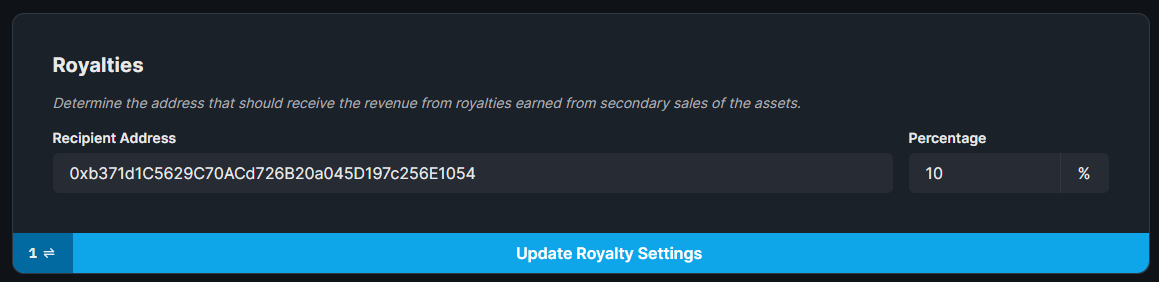 Royalties
Determine the address that should receive the revenue from royalties earned from secondary sales of the assets.
Recipient Address
Percentage
0xb371d1C5629C70ACd726B20a045D197c256E1054
10
%
1 ⇌
Update Royalty Settings